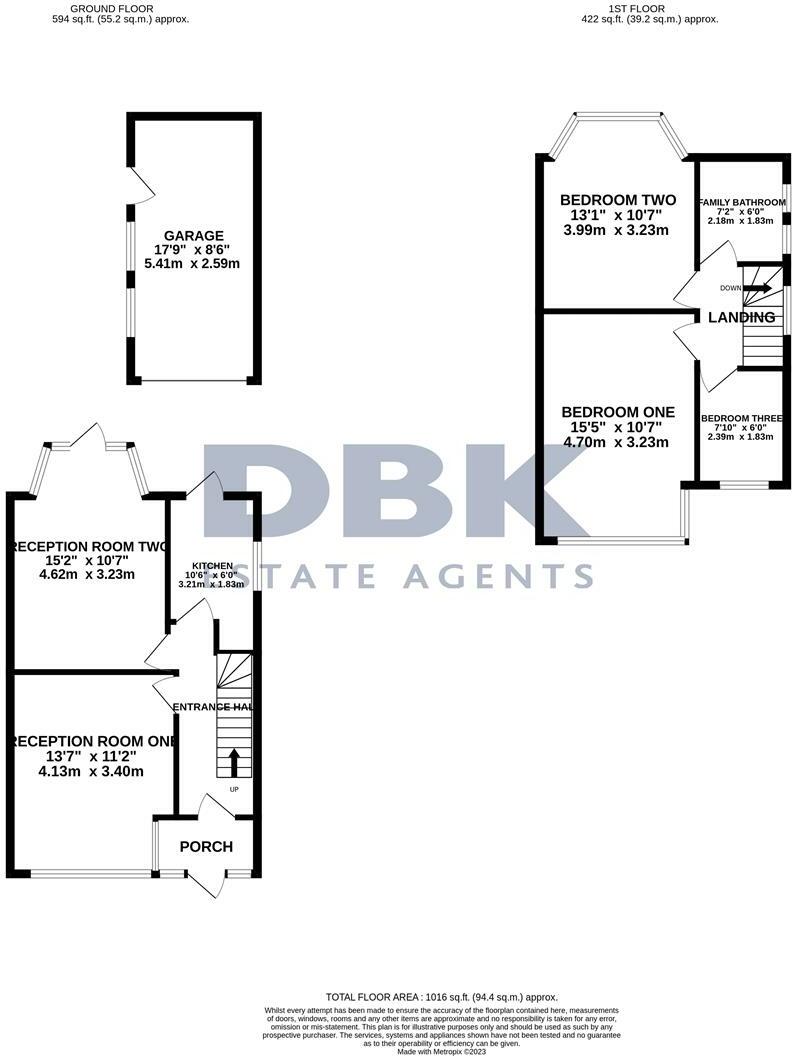 GROUND FLOOR
594 sq.ft. (55.2 sq.m.) approx.
1ST FLOOR
422 sq.ft. (39.2 sq.m.) approx.
GARAGE
17'9" x 8'6"
5.41m x 2.59m
BEDROOM TWO
13'1" x 10'7"
3.99m x 3.23m
FAMILY BATHROOM
7'2" x 6'0"
2.18m x 1.83m
DOWN
LANDING
BEDROOM ONE
15'5" x 10'7"
4.70m x 3.23m
BEDROOM THREE
7'10" x 6'0"
2.39m x 1.83m
DBK
ESTATE AGENTS
RECEPTION ROOM TWO
15'2" x 10'7"
4.62m x 3.23m
KITCHEN
10'6" x 6'0"
3.21m x 1.83m
ENTRANCE HALL
RECEPTION ROOM ONE
13'7" x 11'2"
4.13m x 3.40m
UP
PORCH
TOTAL FLOOR AREA : 1016 sq.ft. (94.4 sq.m.) approx.
Whilst every attempt has been made to ensure the accuracy of the floorplan contained here, measurements
of doors, windows, rooms and any other items are approximate and no responsibility is taken for any error,
omission or mis-statement. This plan is for illustrative purposes only and should be used as such by any
prospective purchaser. The services, systems and appliances shown have not been tested and no guarantee
as to their operability or efficiency can be given.
Made with Metropix ©2023